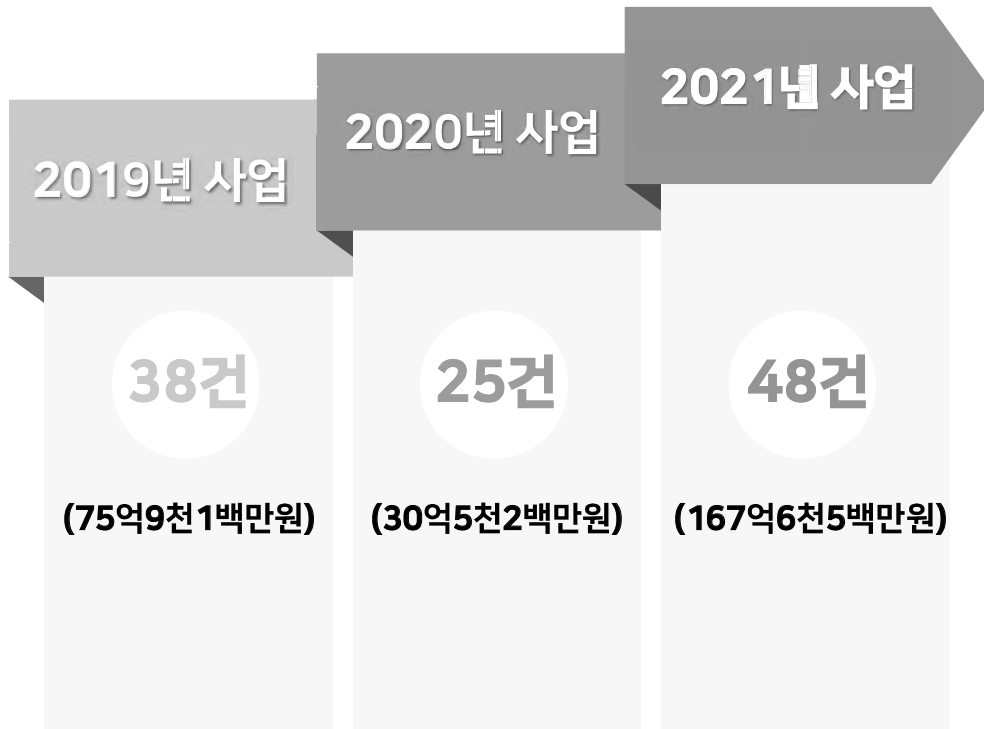 2019년 사업
2020년 사업
2021년 사업
38건
25건
48건
(75억9천1백만원)
(30억5천2백만원)
(167억6천5백만원)